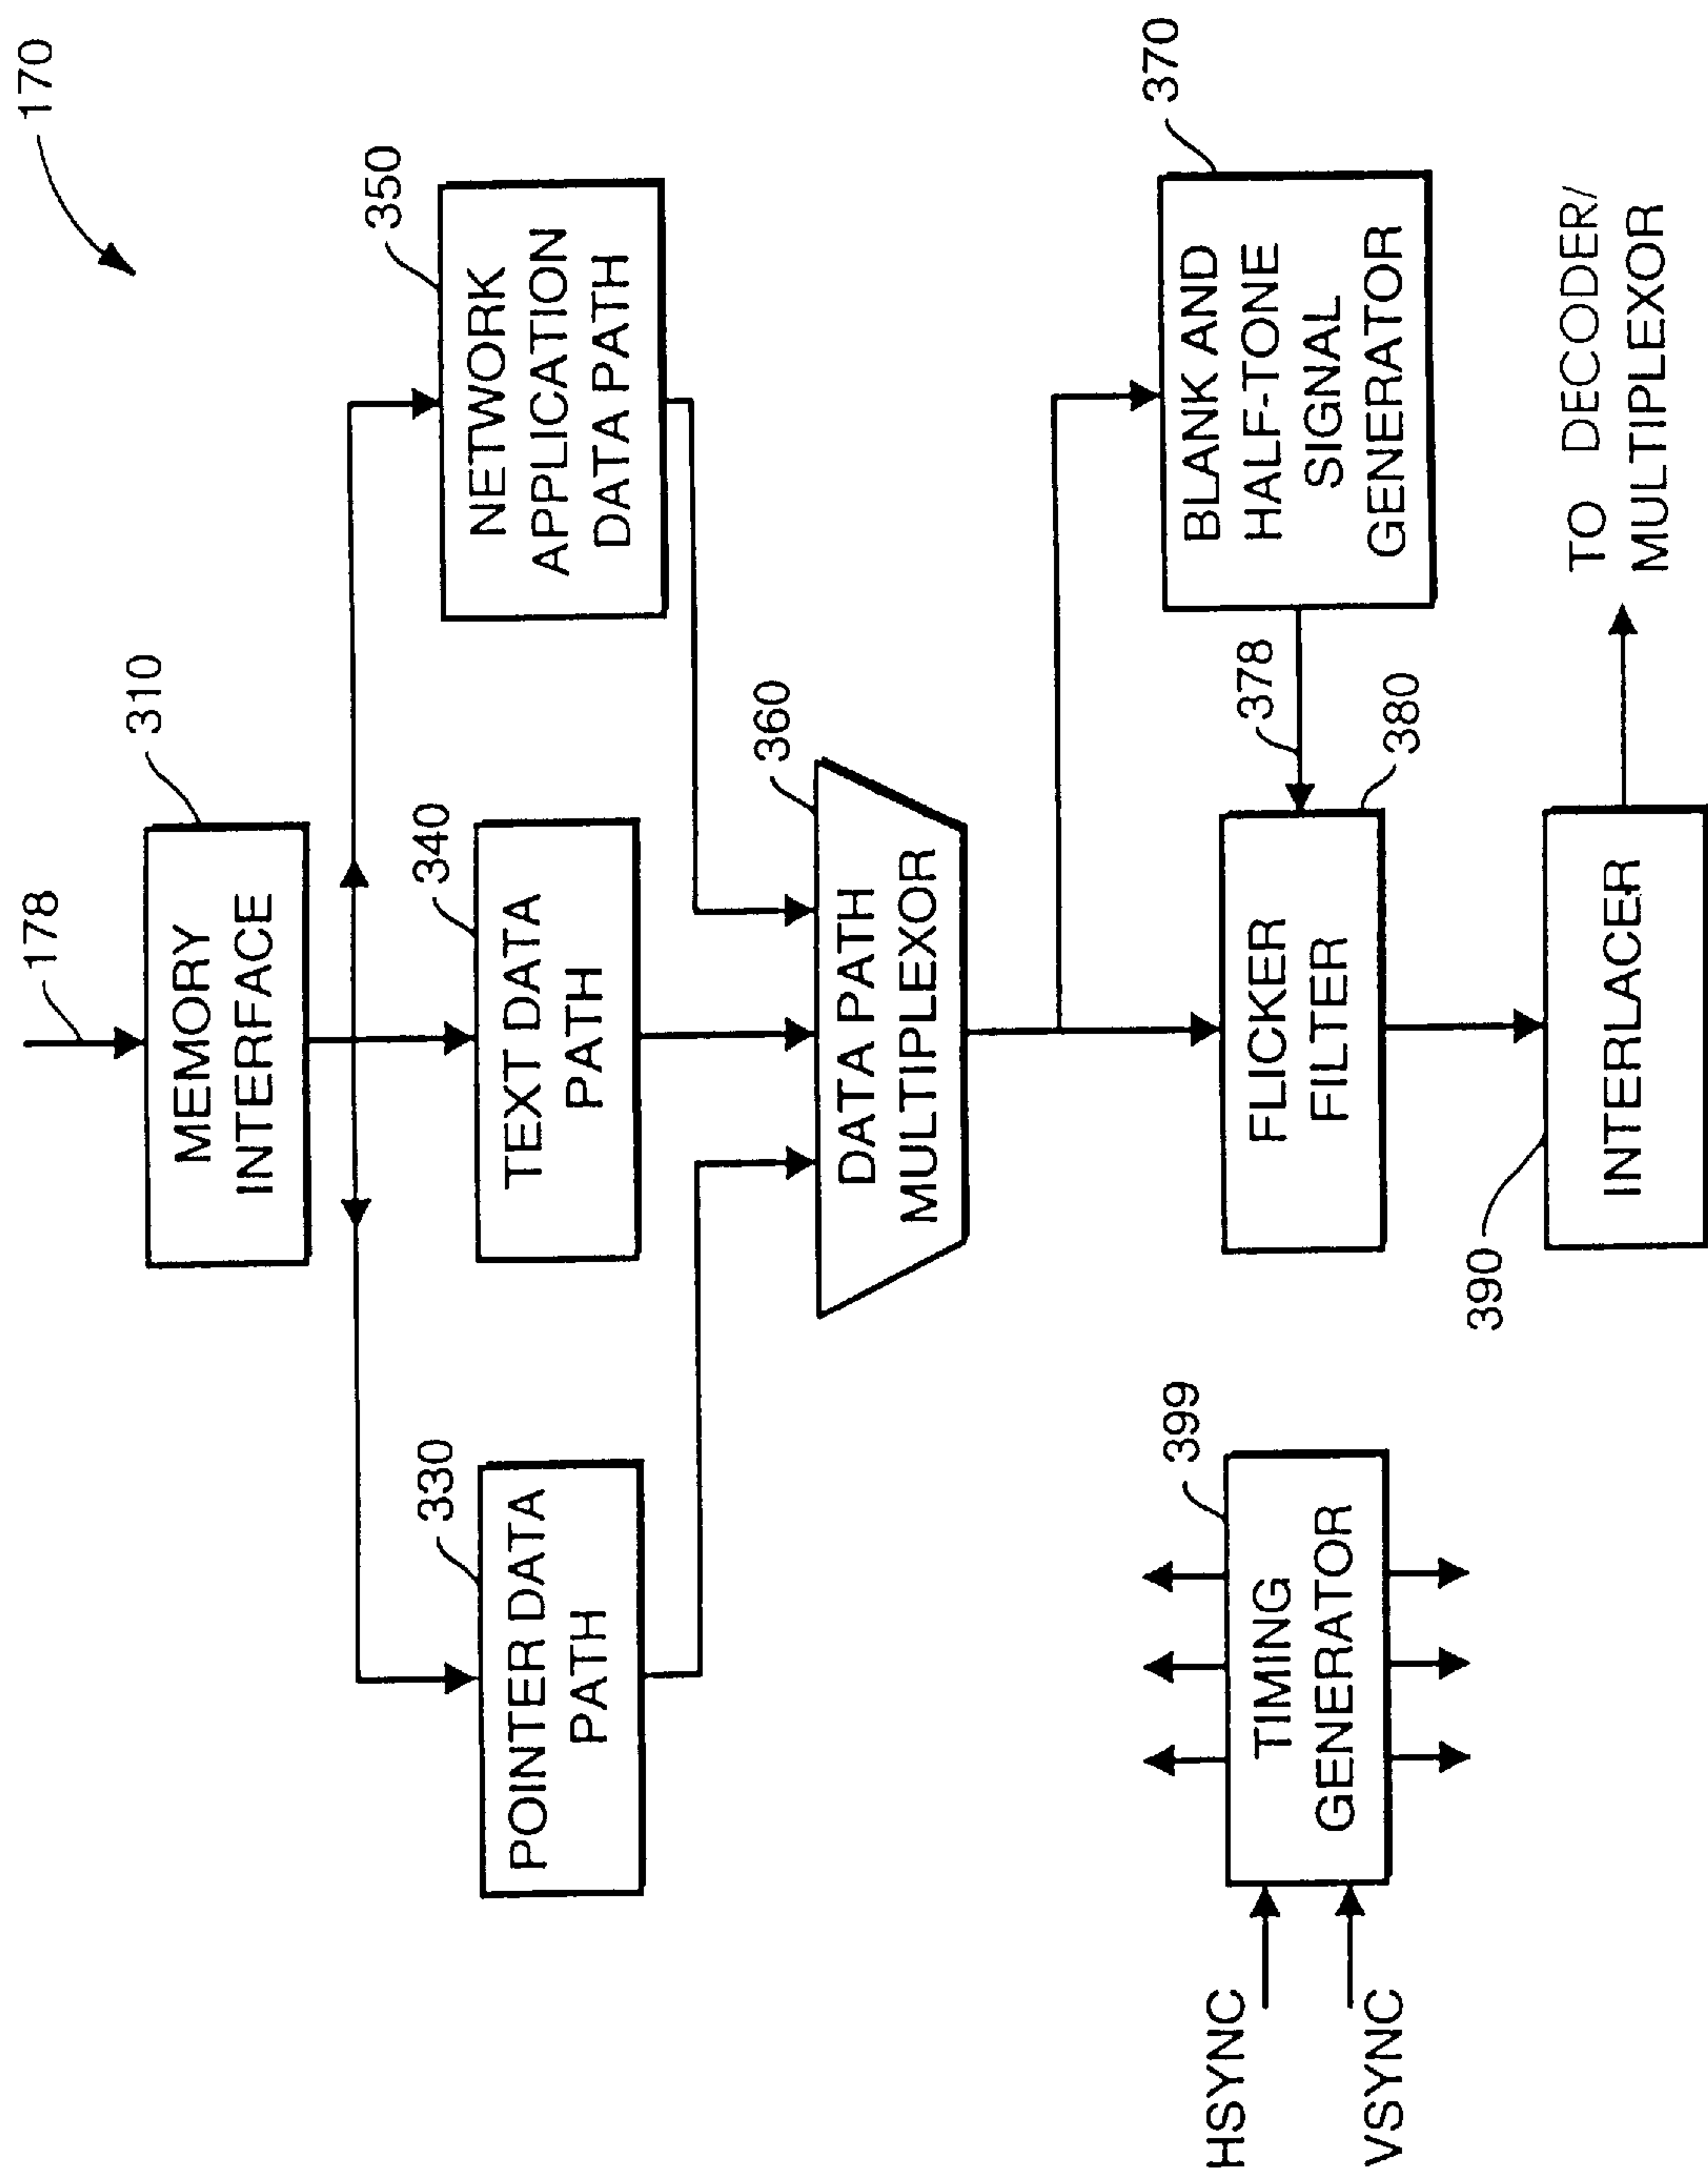 170
178
310
MEMORY
INTERFACE
330
POINTER DATA
PATH
340
TEXT DATA
PATH
350
NETWORK
APPLICATION
DATA PATH
360
DATA PATH
MULTIPLEXOR
370
BLANK AND
HALF-TONE
SIGNAL
GENERATOR
378
380
FLICKER
FILTER
399
TIMING
GENERATOR
HSYNC
VSYNC
390
INTERLACER
TO DECODER/
MULTIPLEXOR